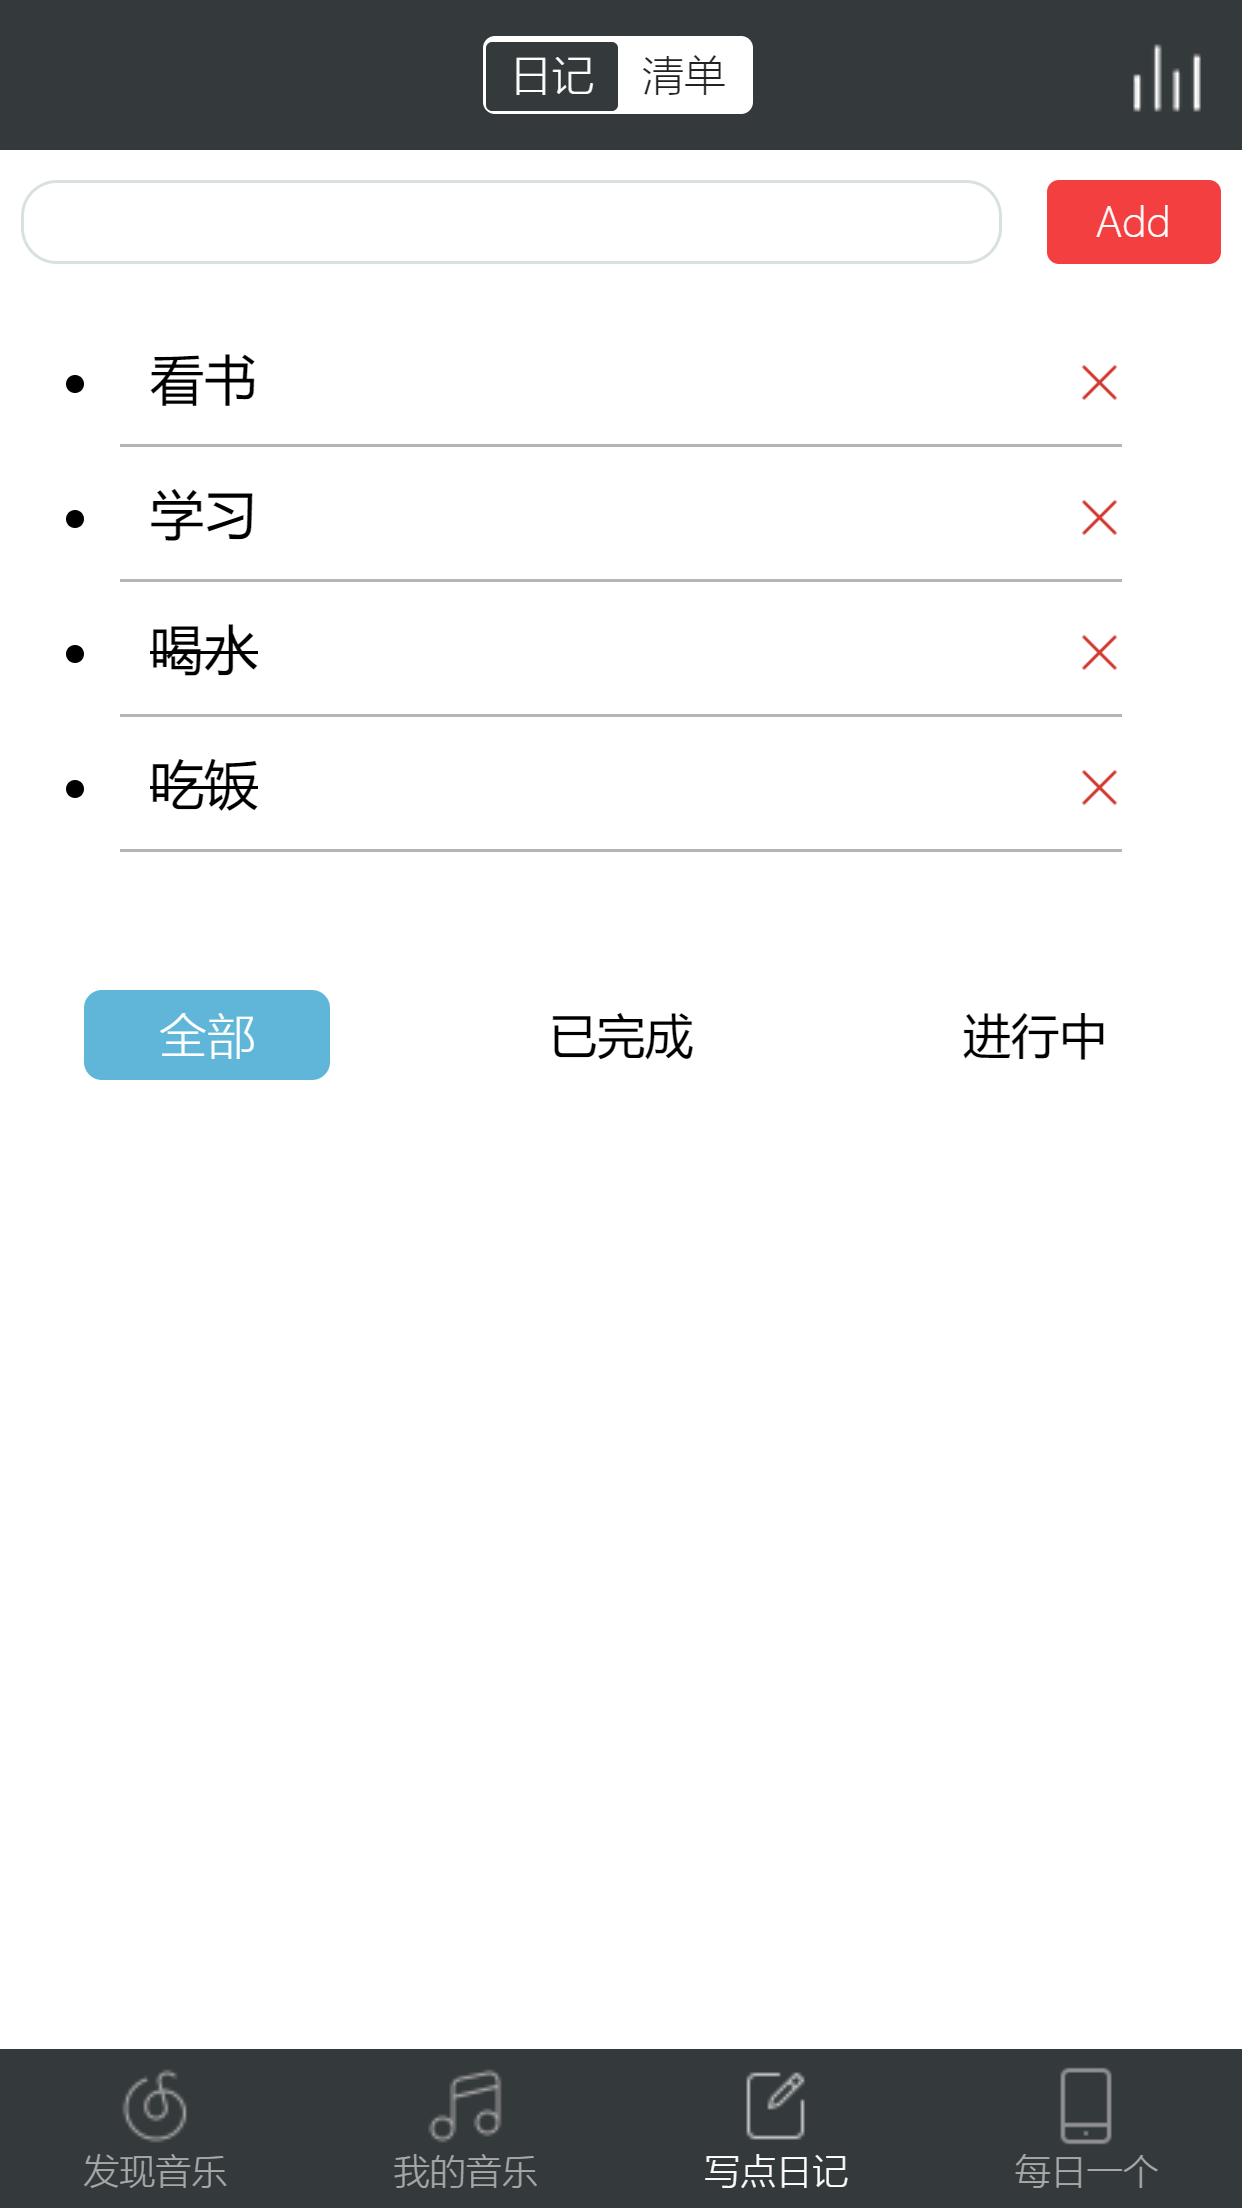 日记 清单
Add
看书
学习
喝水
吃饭
全部 已完成 进行中
发现音乐 我的音乐 写点日记 每日一个